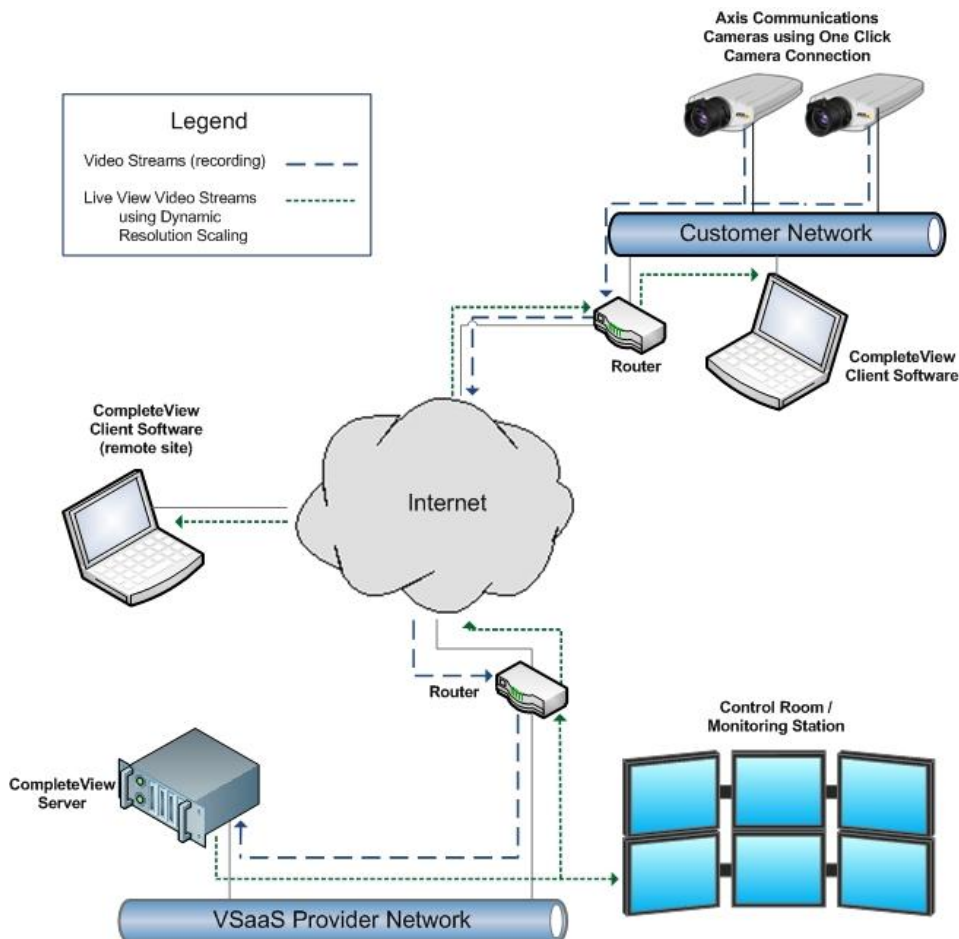 Axis Communications
Cameras using One Click
Camera Connection
Legend
Video Streams (recording)
Live View Video Streams
using Dynamic
Resolution Scaling
Customer Network
Router
CompleteView
Client Software
CompleteView
Client Software
(remote site)
Internet
Router
Control Room /
Monitoring Station
CompleteView
Server
VSaaS Provider Network